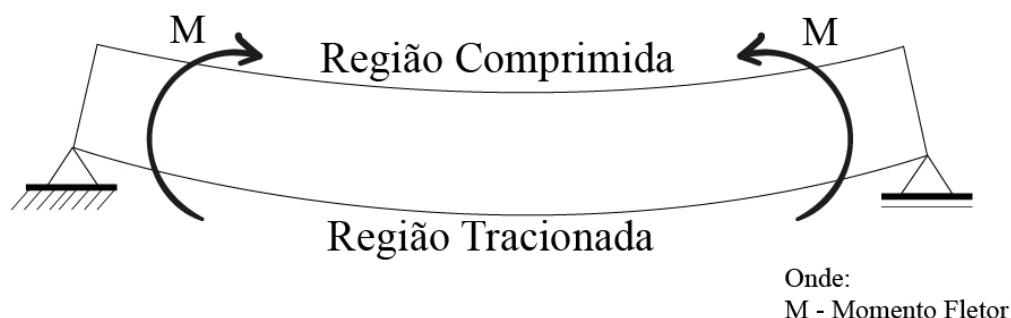 M
M
Região Comprimida
Região Tracionada
Onde:
M - Momento Fletor